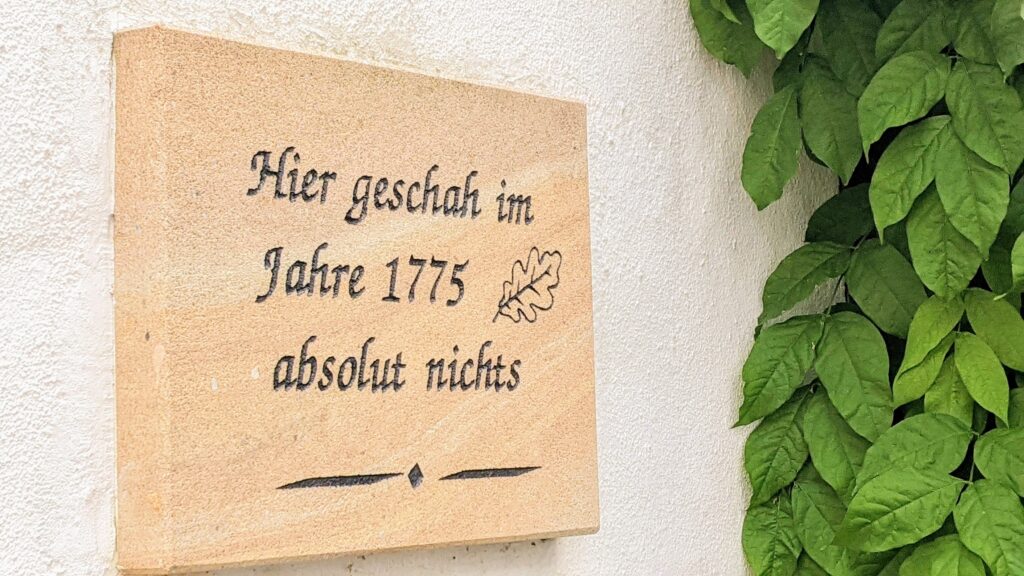 Hier geschah im
Jahre 1775
absolut nichts